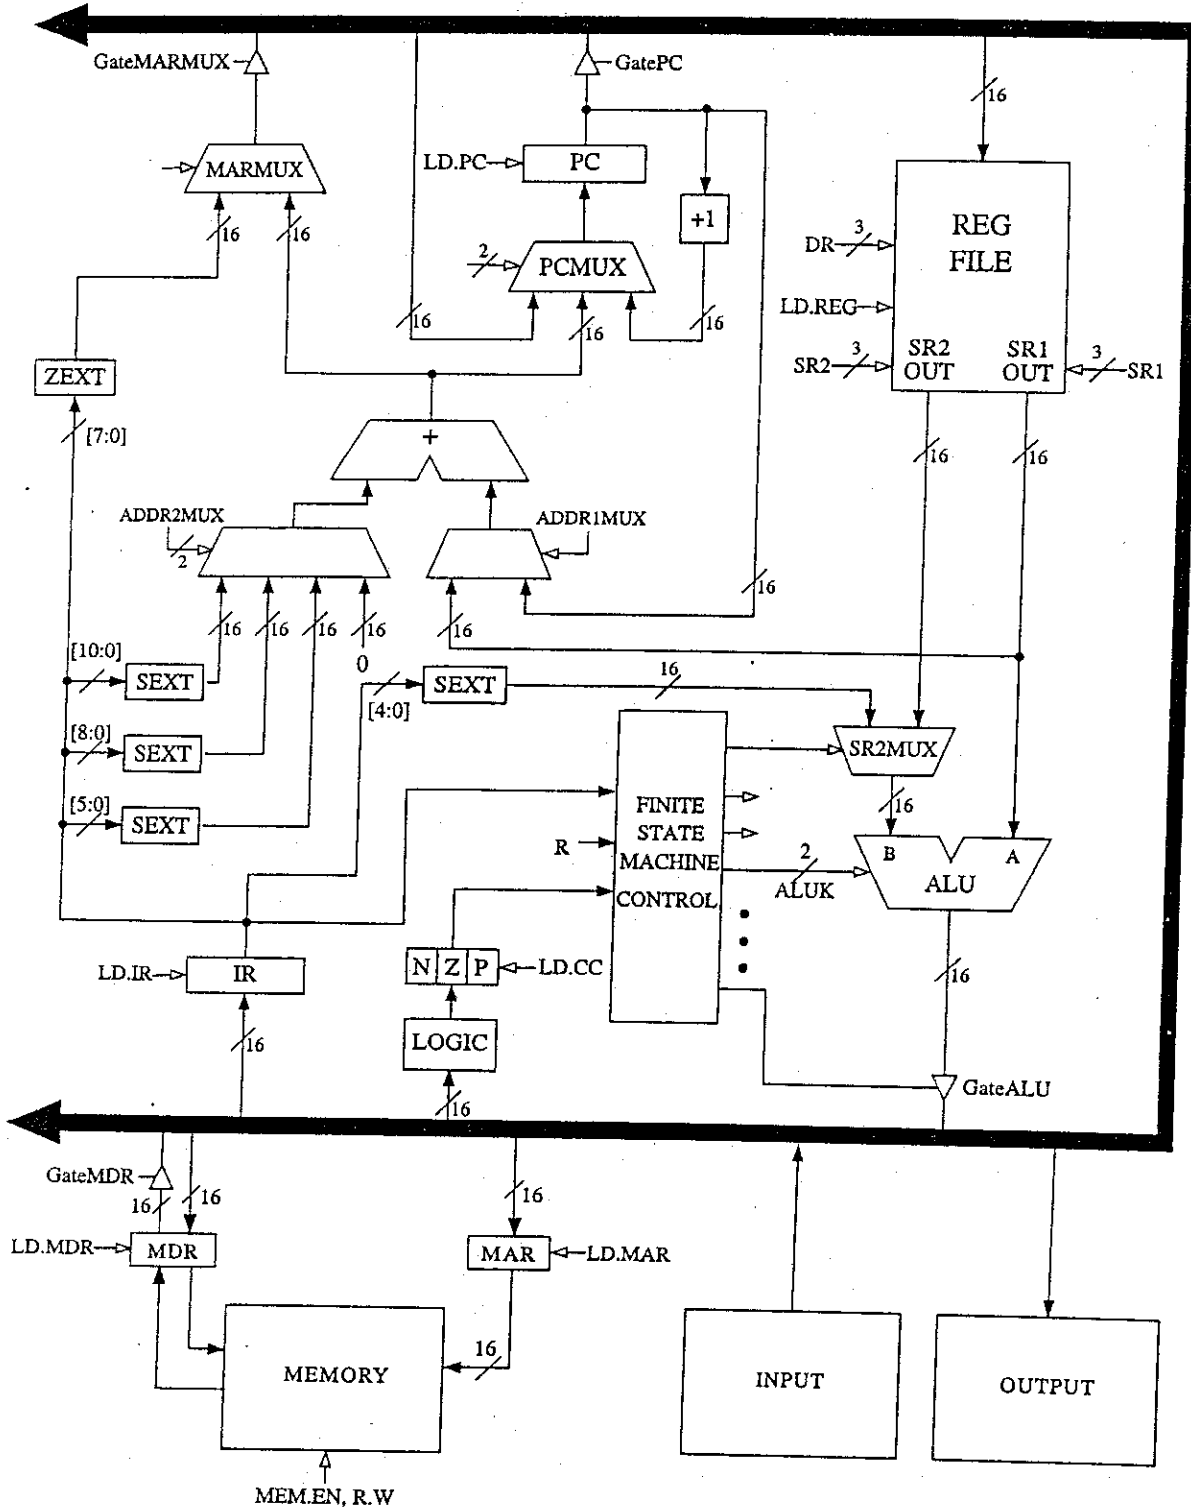 GateMARMUX
GatePC
16
MARMUX
LD.PC
PC
+1
REG
FILE
DR
3
16
16
2
PCMUX
LD.REG
16
16
16
ZEXT
SR2
3
SR2
OUT
SR1
OUT
3
SR1
[7:0]
+
16
16
ADDR2MUX
2
ADDR1MUX
16
16
16
16
16
16
0
[10:0]
SEXT
[4:0]
SEXT
16
[8:0]
SEXT
SR2MUX
[5:0]
SEXT
16
FINITE
STATE
MACHINE
CONTROL
R
2
ALUK
B
A
ALU
N Z P
LD.CC
LD.IR
IR
16
LOGIC
16
16
GateALU
GateMDR
16
16
16
LD.MDR
MDR
MAR
LD.MAR
16
MEMORY
INPUT
OUTPUT
MEM.EN, R.W